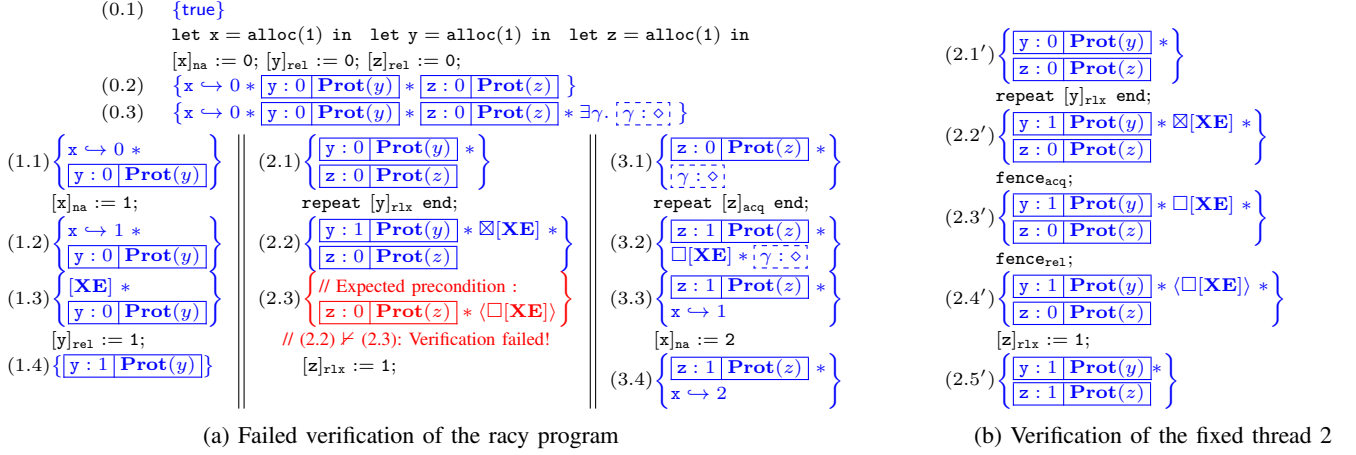 (0.1) {true}
let x = alloc(1) in let y = alloc(1) in let z = alloc(1) in
[x]na := 0; [y]rel := 0; [z]rel := 0;
(0.2) {x ↪ 0 * y : 0 | Prot(y) * z : 0 | Prot(z) }
(0.3) {x ↪ 0 * y : 0 | Prot(y) * z : 0 | Prot(z) * ∃γ. γ : ⋄ }
(1.1) { x ↪ 0 *
y : 0 | Prot(y) }
[x]na := 1;
(1.2) { x ↪ 1 *
y : 0 | Prot(y) }
(1.3) { [XE] *
y : 0 | Prot(y) }
[y]rel := 1;
(1.4) { y : 1 | Prot(y) }
(2.1) { y : 0 | Prot(y) *
z : 0 | Prot(z) }
repeat [y]rlx end;
(2.2) { y : 1 | Prot(y) * ⊠[XE] *
z : 0 | Prot(z) }
(2.3) { // Expected precondition :
z : 0 | Prot(z) * ⟨□[XE]⟩ }
// (2.2) ⊬ (2.3): Verification failed!
[z]rlx := 1;
(3.1) { z : 0 | Prot(z) *
γ : ⋄ }
repeat [z]acq end;
(3.2) { z : 1 | Prot(z) *
□[XE] * γ : ⋄ }
(3.3) { z : 1 | Prot(z) *
x ↪ 1 }
[x]na := 2
(3.4) { z : 1 | Prot(z) *
x ↪ 2 }
(a) Failed verification of the racy program
(2.1′) { y : 0 | Prot(y) *
z : 0 | Prot(z) }
repeat [y]rlx end;
(2.2′) { y : 1 | Prot(y) * ⊠[XE] *
z : 0 | Prot(z) }
fenceacq;
(2.3′) { y : 1 | Prot(y) * □[XE] *
z : 0 | Prot(z) }
fencerel;
(2.4′) { y : 1 | Prot(y) * ⟨□[XE]⟩ *
z : 0 | Prot(z) }
[z]rlx := 1;
(2.5′) { y : 1 | Prot(y) *
z : 1 | Prot(z) }
(b) Verification of the fixed thread 2